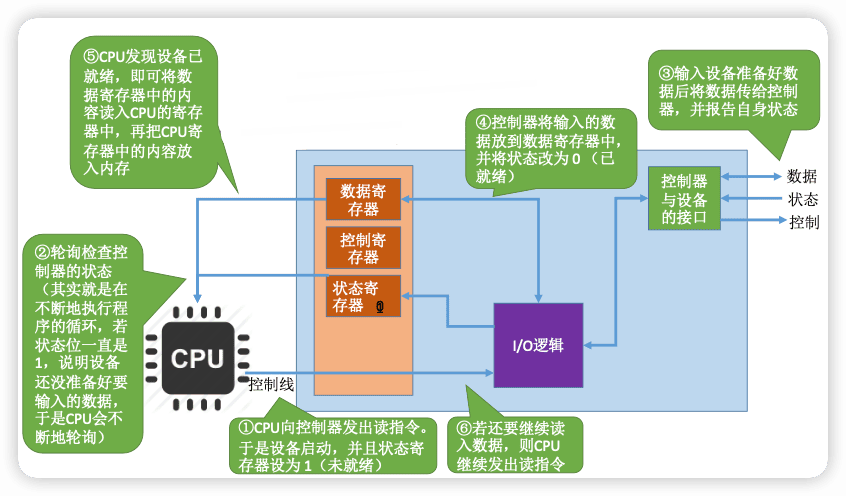 ⑤CPU发现设备已
就绪，即可将数
据寄存器中的内
容读入CPU的寄存
器中，再把CPU寄
存器中的内容放
入内存
③输入设备准备好数
据后将数据传给控制
器，并报告自身状态
④控制器将输入的数
据放到数据寄存器中，
并将状态改为 0 （已
就绪）
数据寄
存器
控制寄
存器
状态寄
存器
控制器
与设备
的接口
数据
状态
控制
②轮询检查控
制器的状态
（其实就是在
不断地执行程
序的循环，若
状态位一直是
1，说明设备
还没准备好要
输入的数据，
于是CPU会不
断地轮询）
CPU
I/O逻辑
控制线
①CPU向控制器发出读指令。
于是设备启动，并且状态寄
存器设为 1（未就绪）
⑥若还要继续读
入数据，则CPU
继续发出读指令